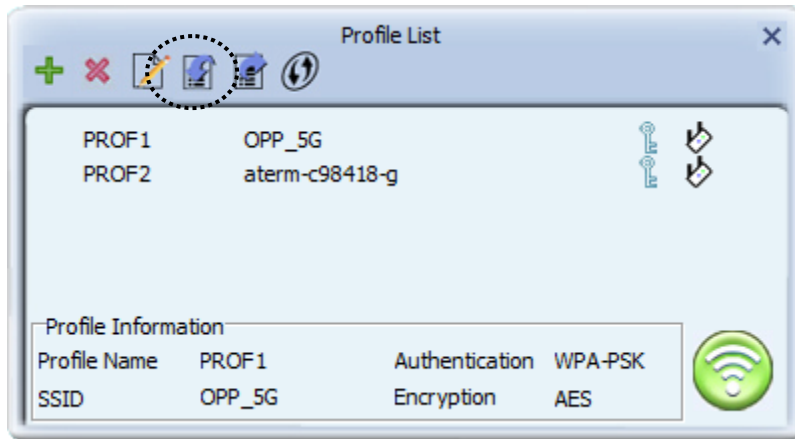 Profile List
PROF1 OPP_5G
PROF2 aterm-c98418-g
Profile Information
Profile Name PROF1 Authentication WPA-PSK
SSID OPP_5G Encryption AES